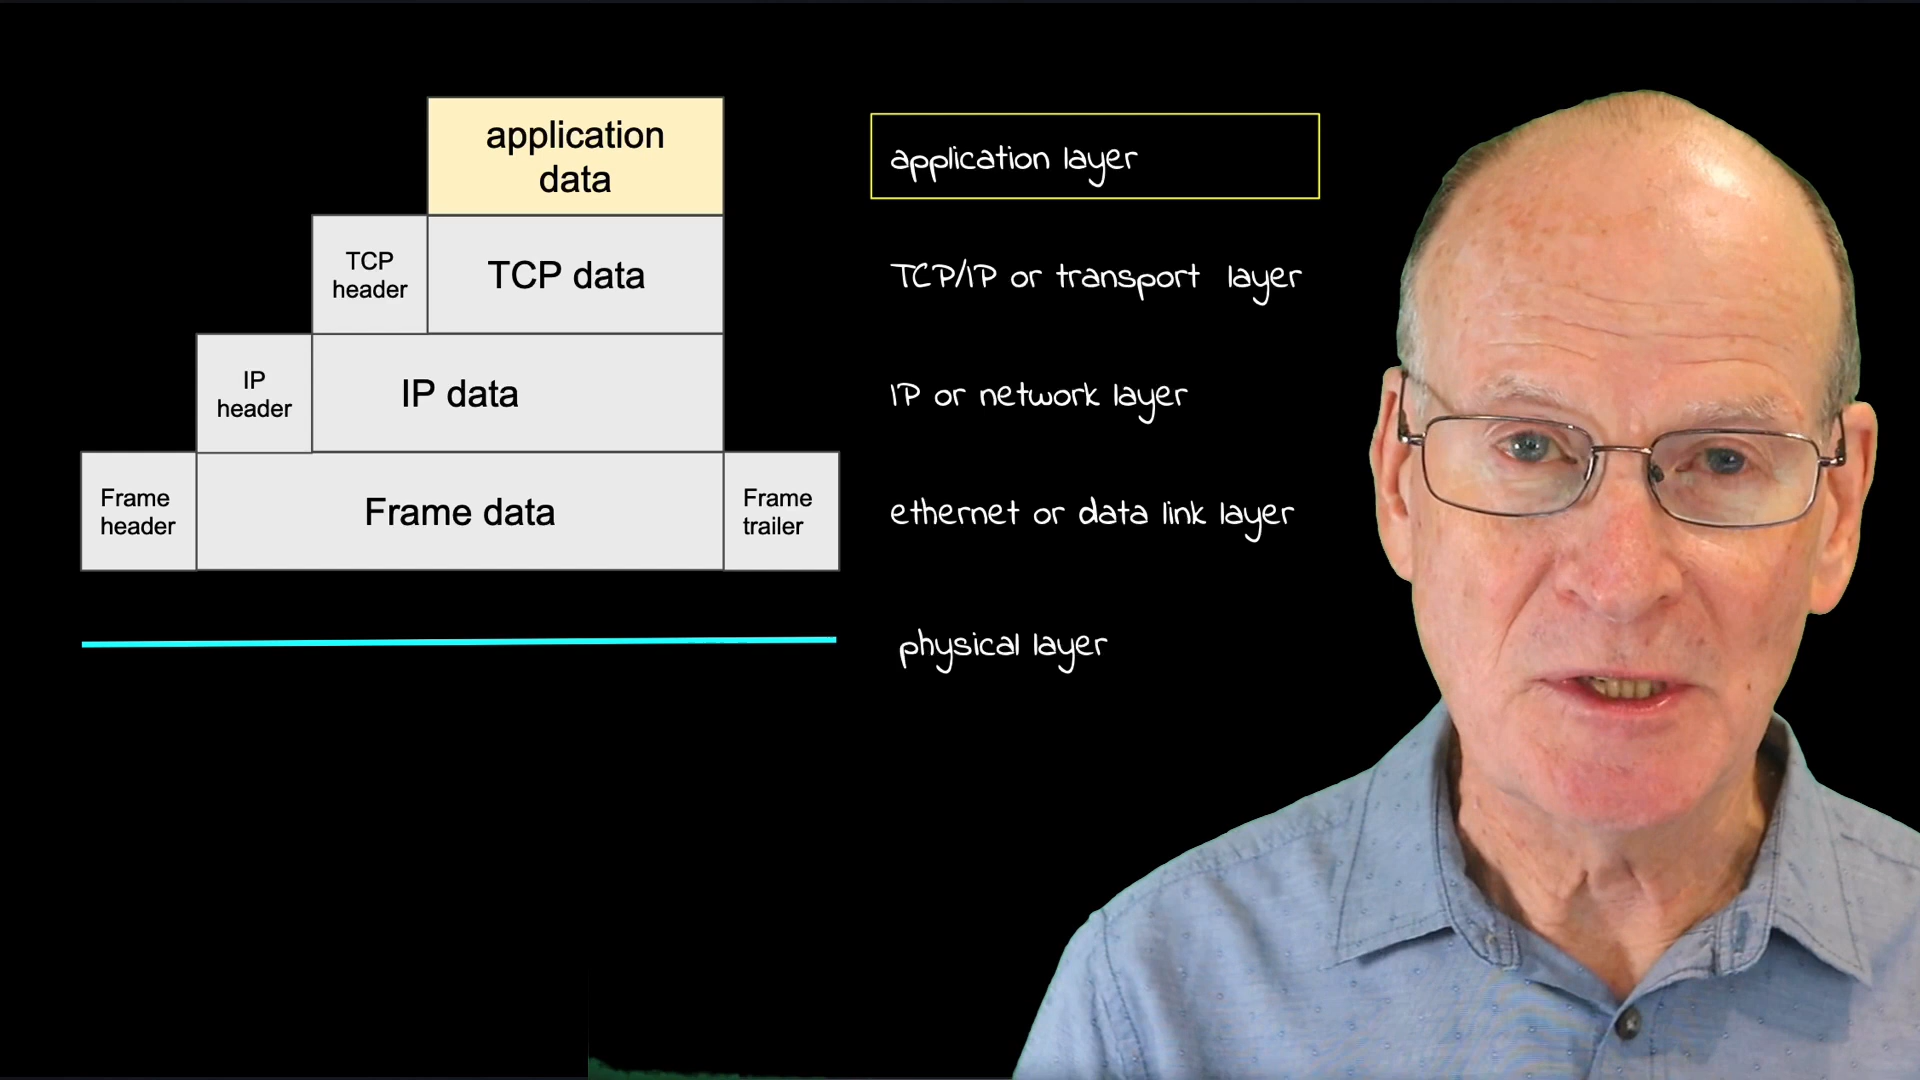 application
data
application layer
TCP
header
TCP data
TCP/IP or transport layer
IP
header
IP data
IP or network layer
Frame
header
Frame data
Frame
trailer
ethernet or data link layer
physical layer